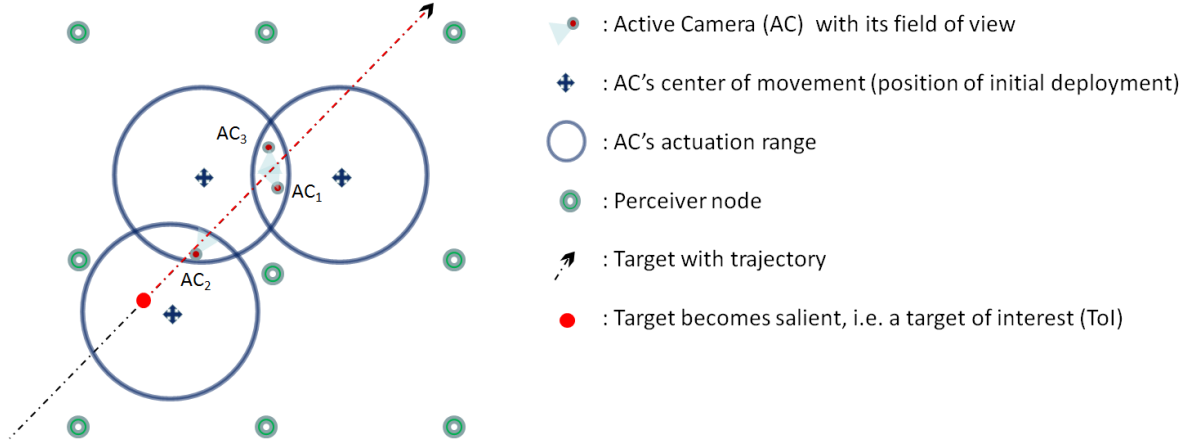 AC3
AC1
AC2
: Active Camera (AC) with its field of view
: AC's center of movement (position of initial deployment)
: AC's actuation range
: Perceiver node
: Target with trajectory
: Target becomes salient, i.e. a target of interest (ToI)